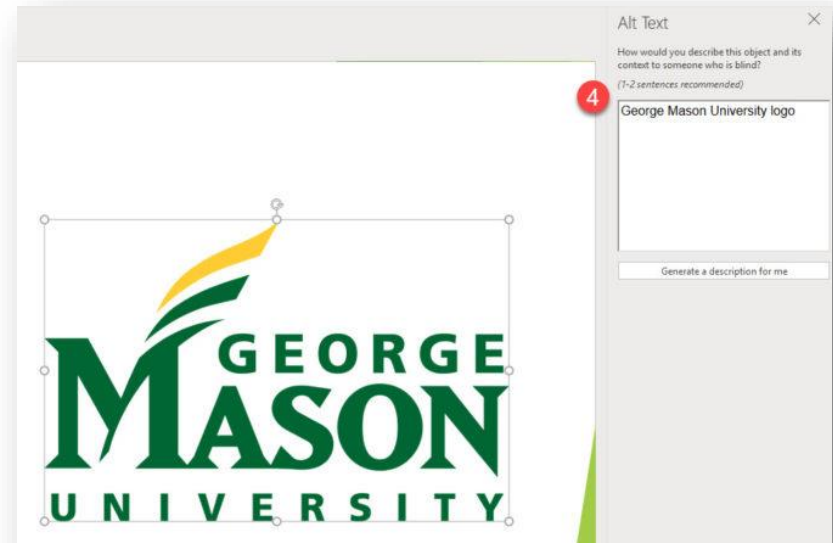 GEORGE
MASON
UNIVERSITY
Alt Text
How would you describe this object and its
context to someone who is blind?
(1-2 sentences recommended)
4
George Mason University logo
Generate a description for me